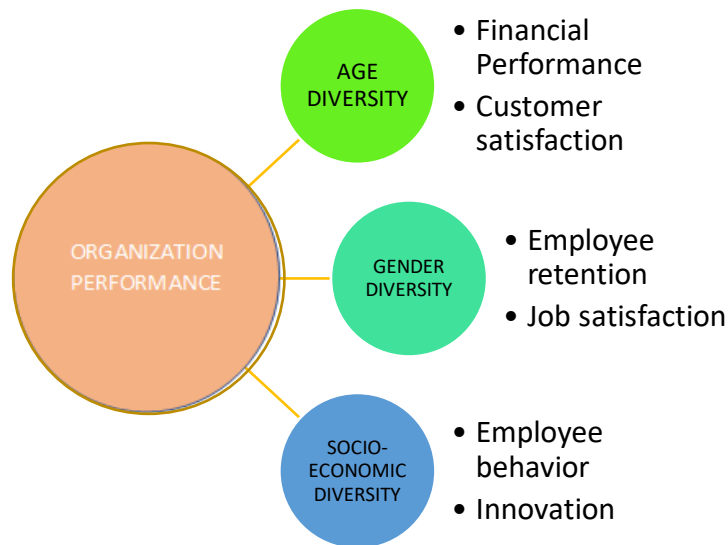 ORGANIZATION
PERFORMANCE
AGE
DIVERSITY
• Financial
Performance
• Customer
satisfaction
GENDER
DIVERSITY
• Employee
retention
• Job satisfaction
SOCIO-
ECONOMIC
DIVERSITY
• Employee
behavior
• Innovation